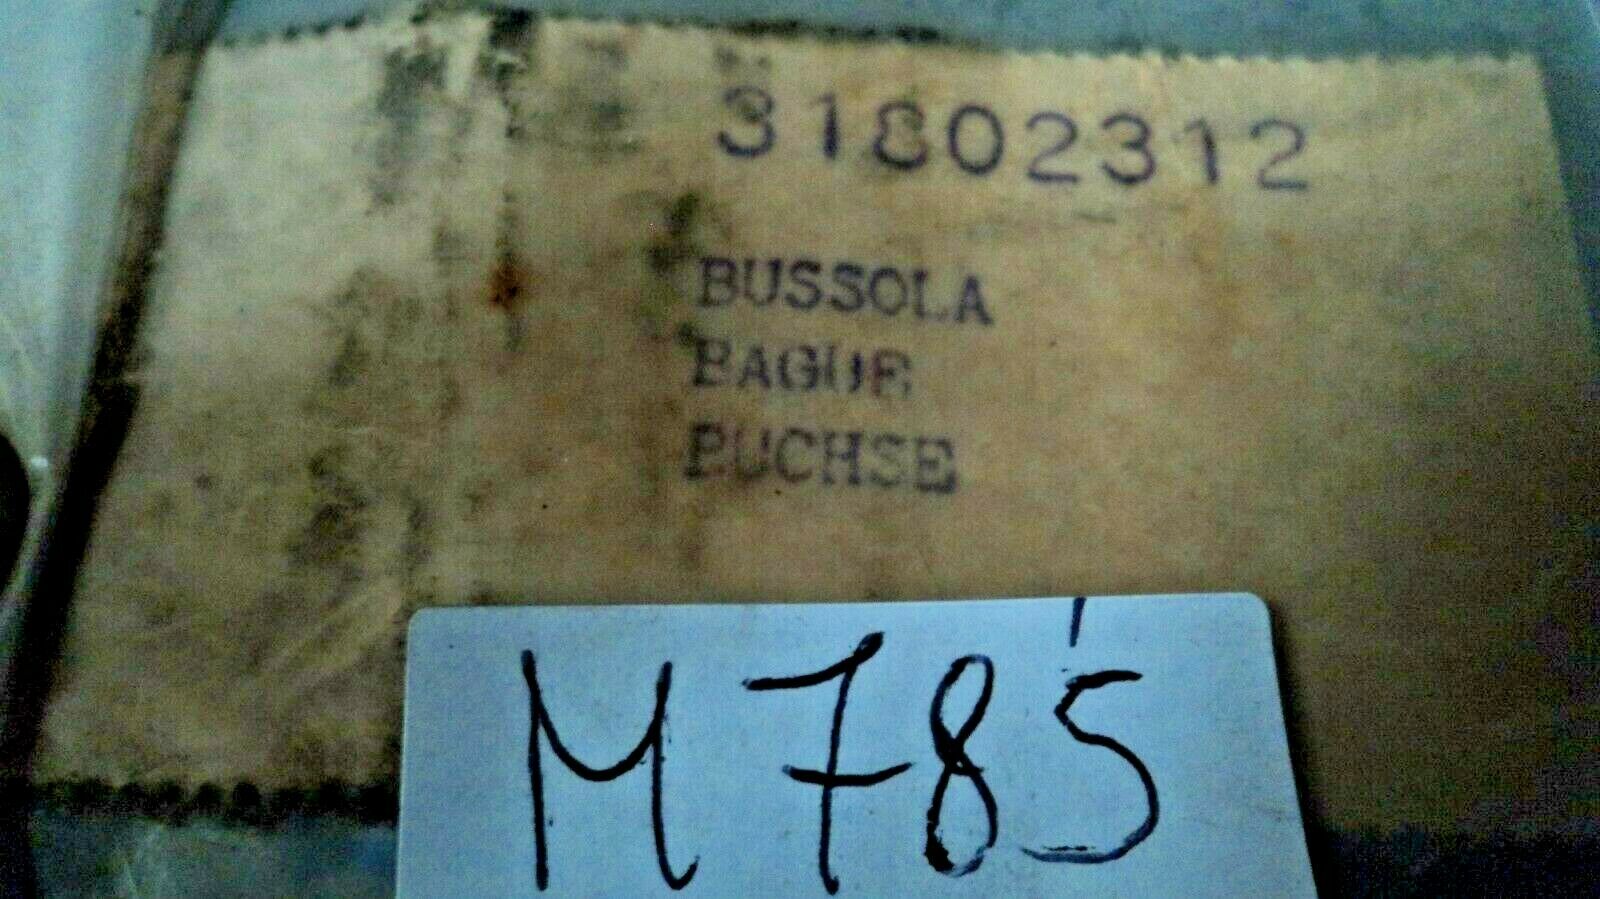 31802312
BUSSOLA
BAGUE
BUCHSE
M785